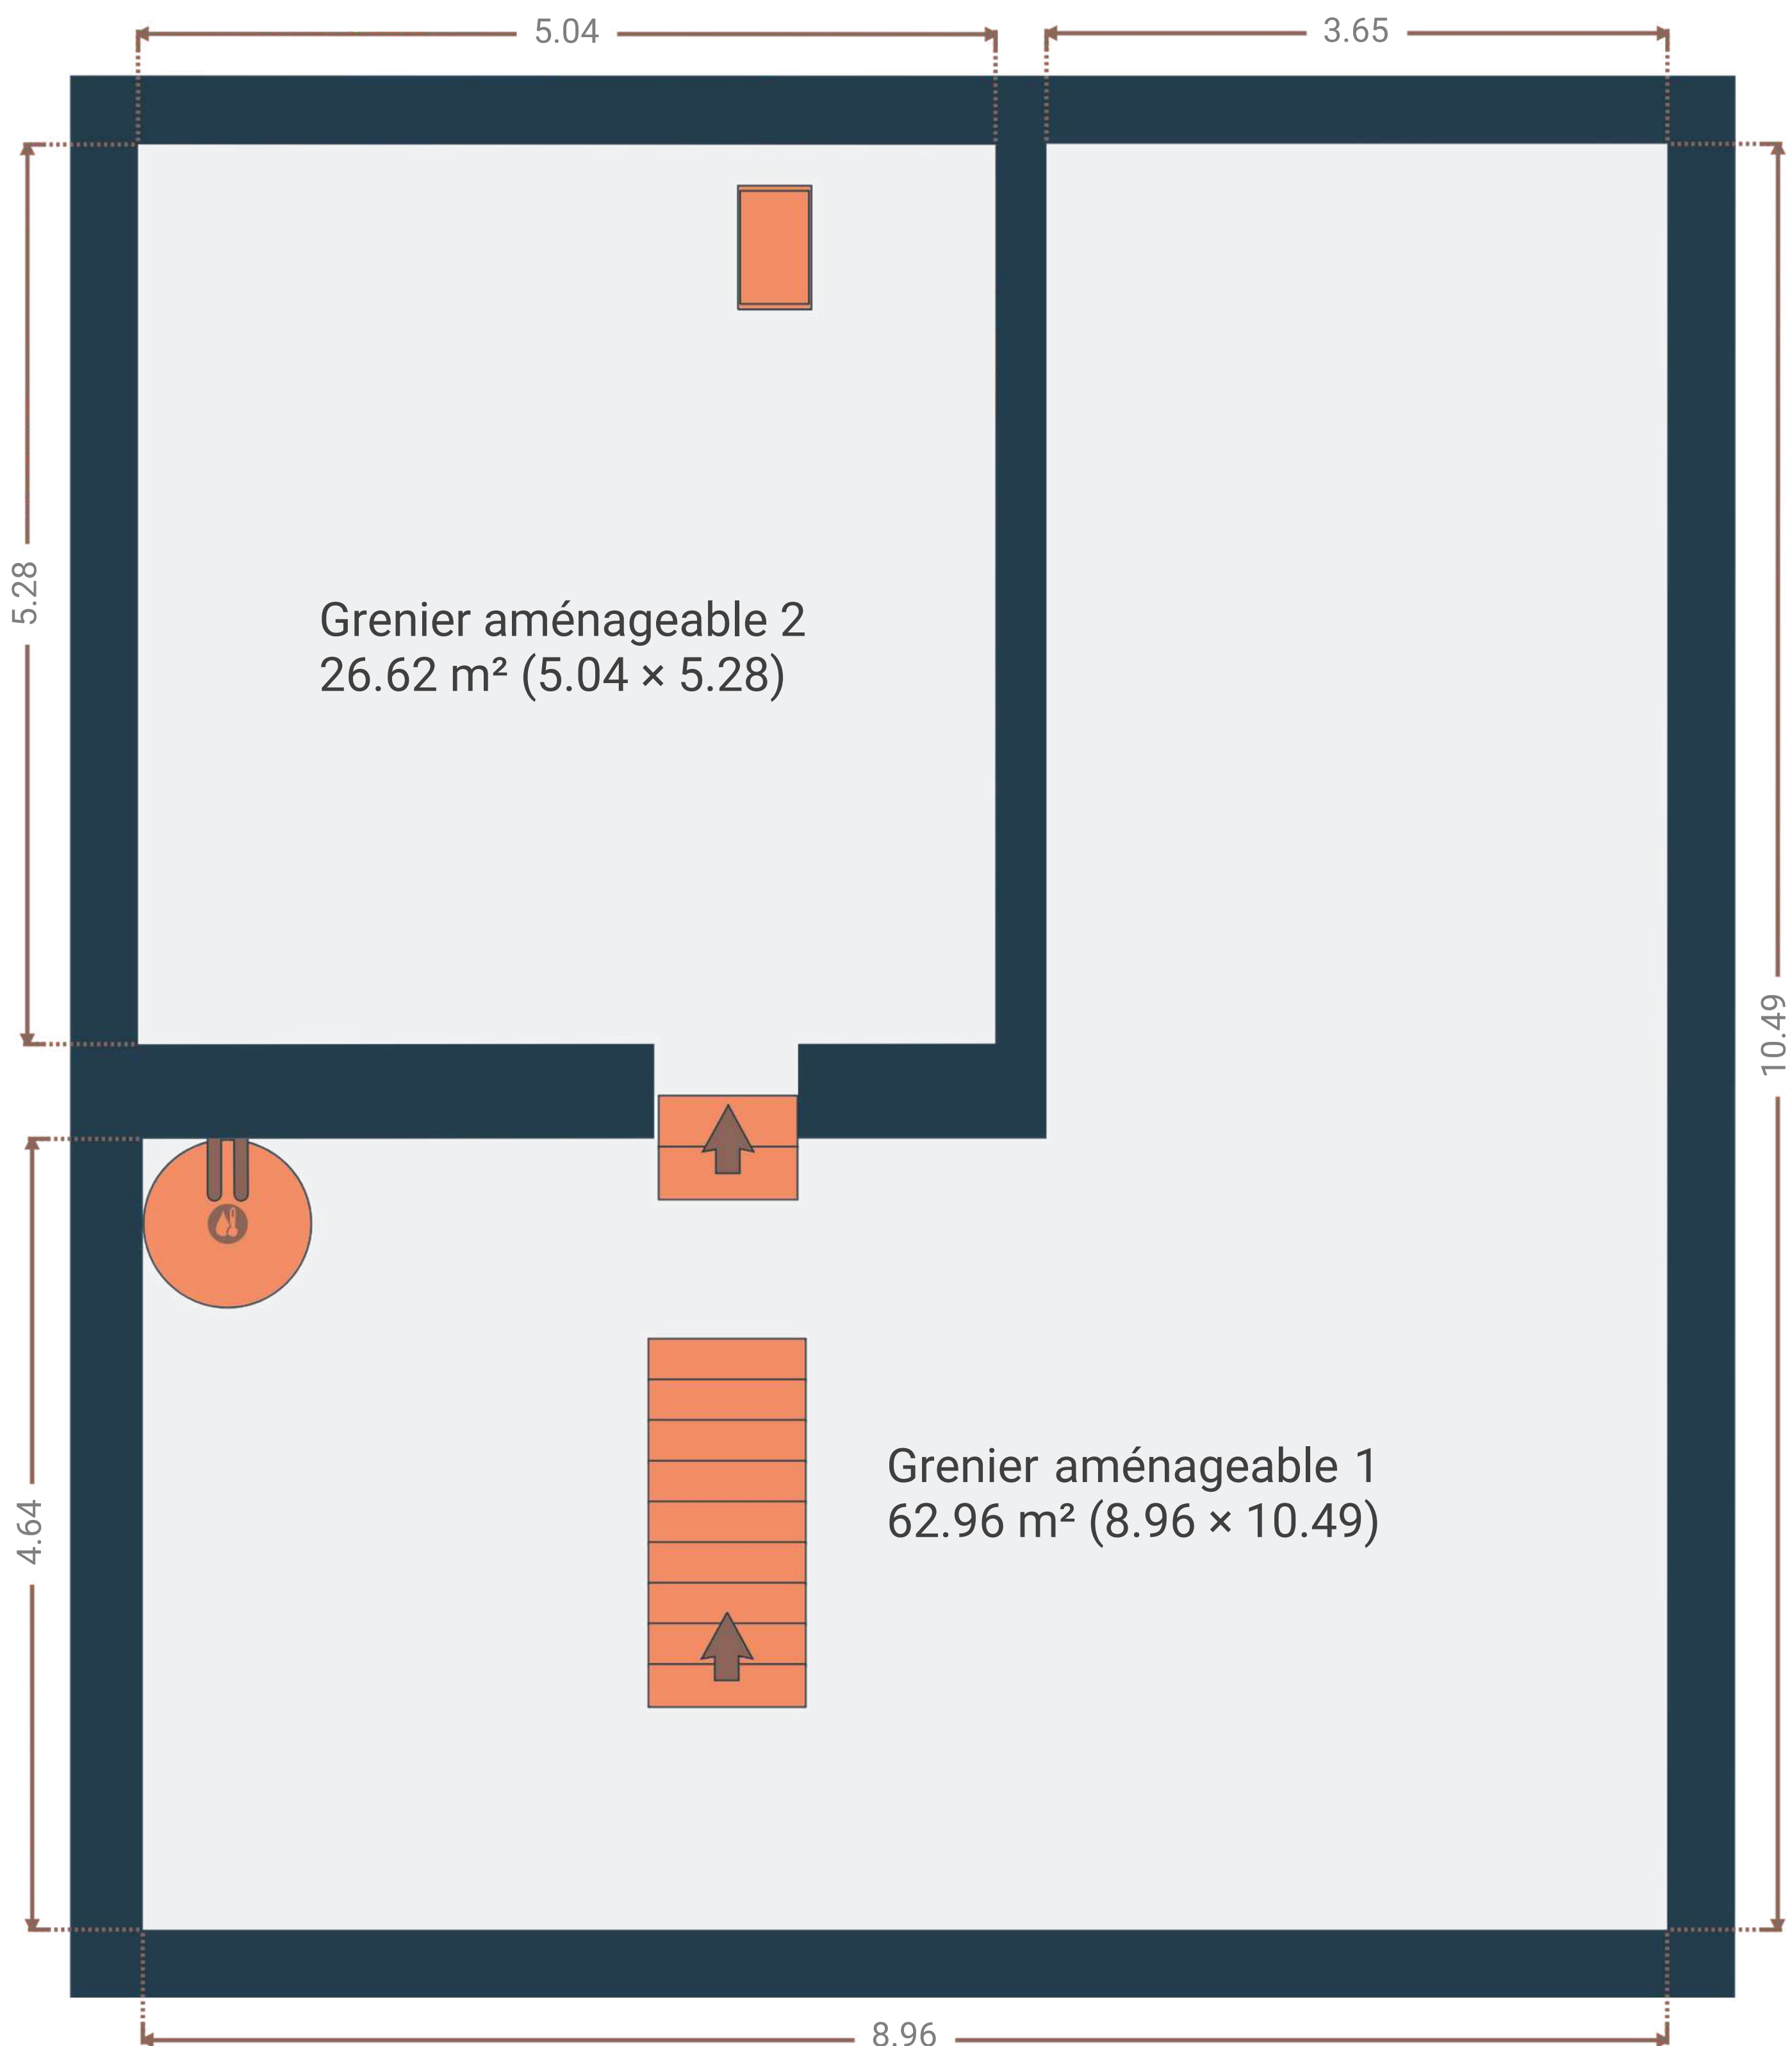 5.04
3.65
5.28
Grenier aménageable 2
26.62 m² (5.04 × 5.28)
10.49
Grenier aménageable 1
62.96 m² (8.96 × 10.49)
4.64
8.96